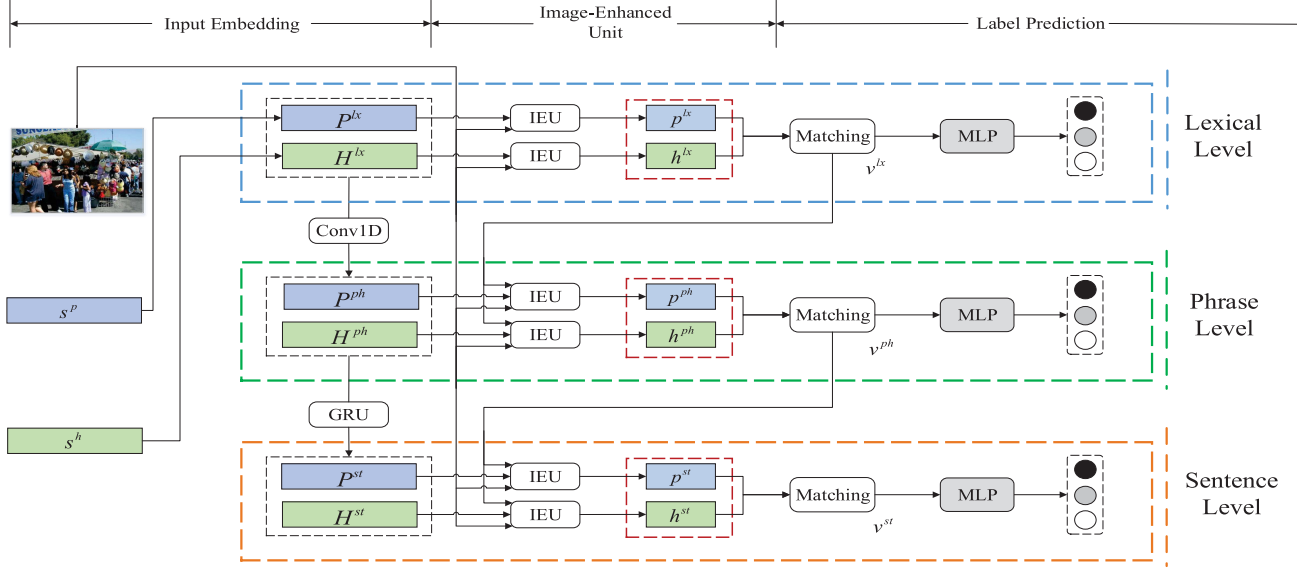 Input Embedding
Image-Enhanced
Unit
Label Prediction
P^{lx}
IEU
p^{lx}
H^{lx}
IEU
h^{lx}
Matching
v^{lx}
MLP
Lexical
Level
Conv1D
s^{p}
P^{ph}
IEU
p^{ph}
H^{ph}
IEU
h^{ph}
Matching
v^{ph}
MLP
Phrase
Level
GRU
s^{h}
P^{st}
IEU
p^{st}
H^{st}
IEU
h^{st}
Matching
v^{st}
MLP
Sentence
Level